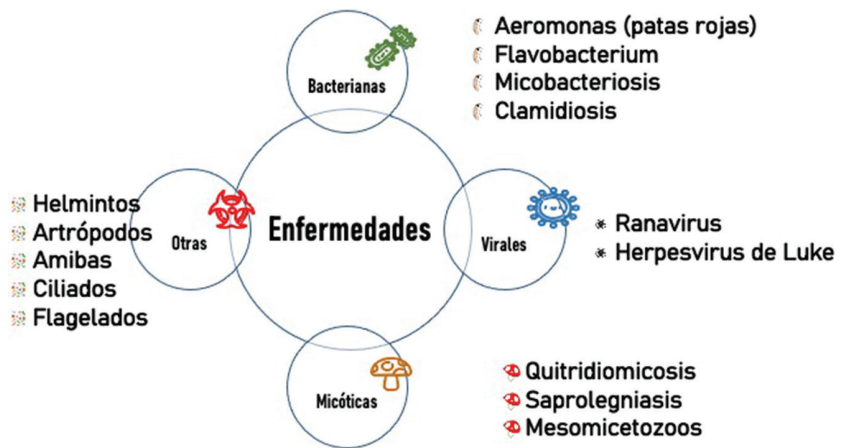 Bacterianas
Aeromonas (patas rojas)
Flavobacterium
Micobacteriosis
Clamidiosis
Enfermedades
Otras
Helmintos
Artrópodos
Amibas
Ciliados
Flagelados
Virales
Ranavirus
Herpesvirus de Luke
Micóticas
Quitridiomicosis
Saprolegniasis
Mesomicetozoos